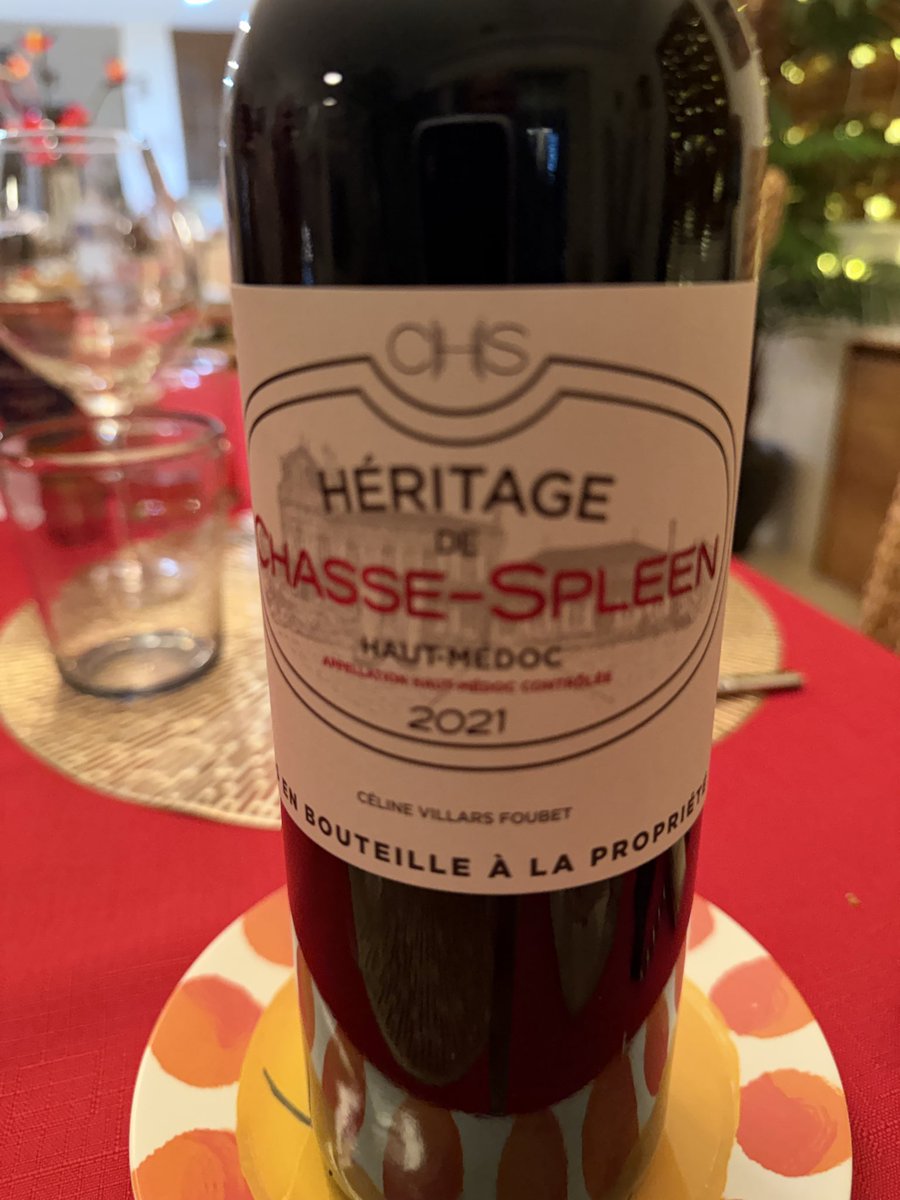 CHS
HÉRITAGE
DE
CHASSE-SPLEEN
HAUT-MÉDOC
APPELLATION HAUT-MÉDOC CONTRÔLÉE
2021
CÉLINE VILLARS FOUBET
EN BOUTEILLE À LA PROPRIÉTÉ